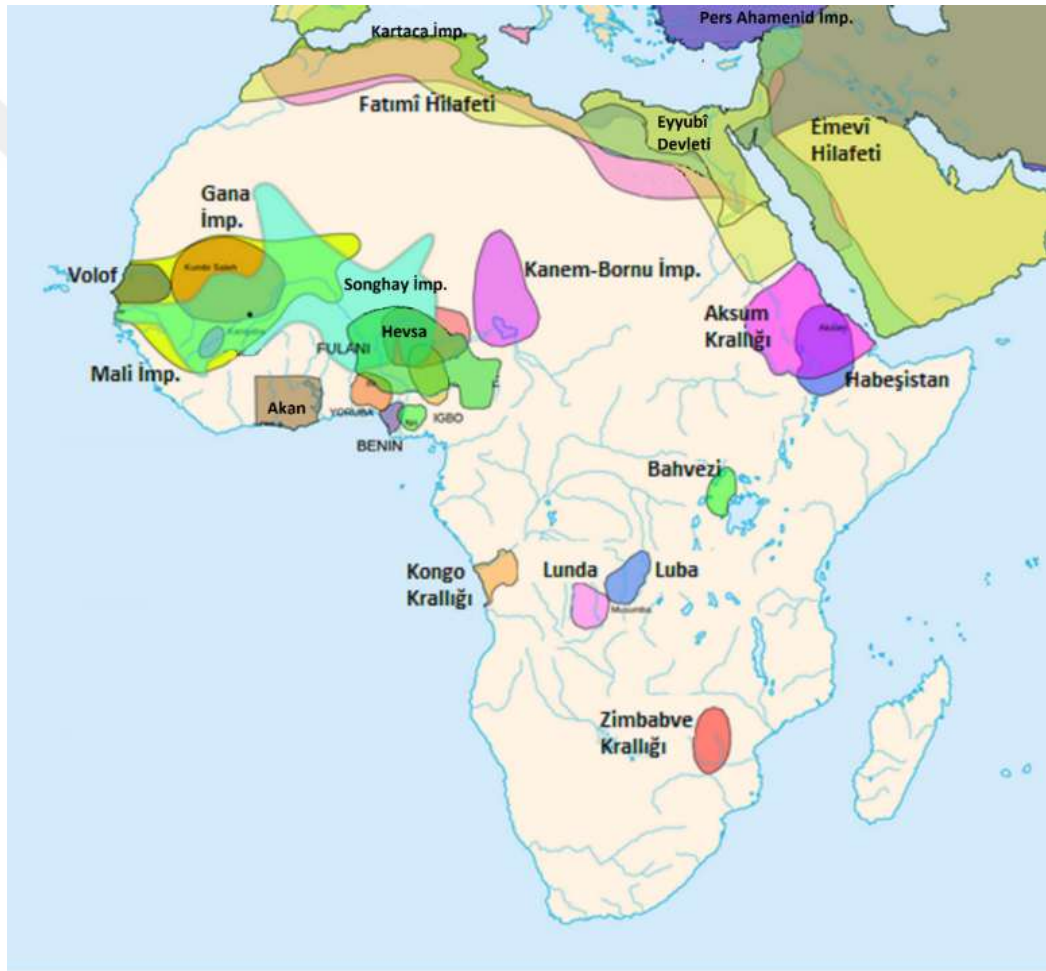 Pers Ahamenid İmp.
Kartaca İmp.
Fatımî Hilafeti
Eyyubî
Devleti
Emevî
Hilafeti
Gana
İmp.
Kumbi Saleh
Volof
Songhay İmp.
Kanem-Bornu İmp.
Aksum
Krallığı
Hevsa
FULANI
Mali İmp.
Habeşistan
Akan
YORUBA
IGBO
BENIN
Bahvezi
Kongo
Krallığı
Lunda
Luba
Musumba
Zimbabve
Krallığı